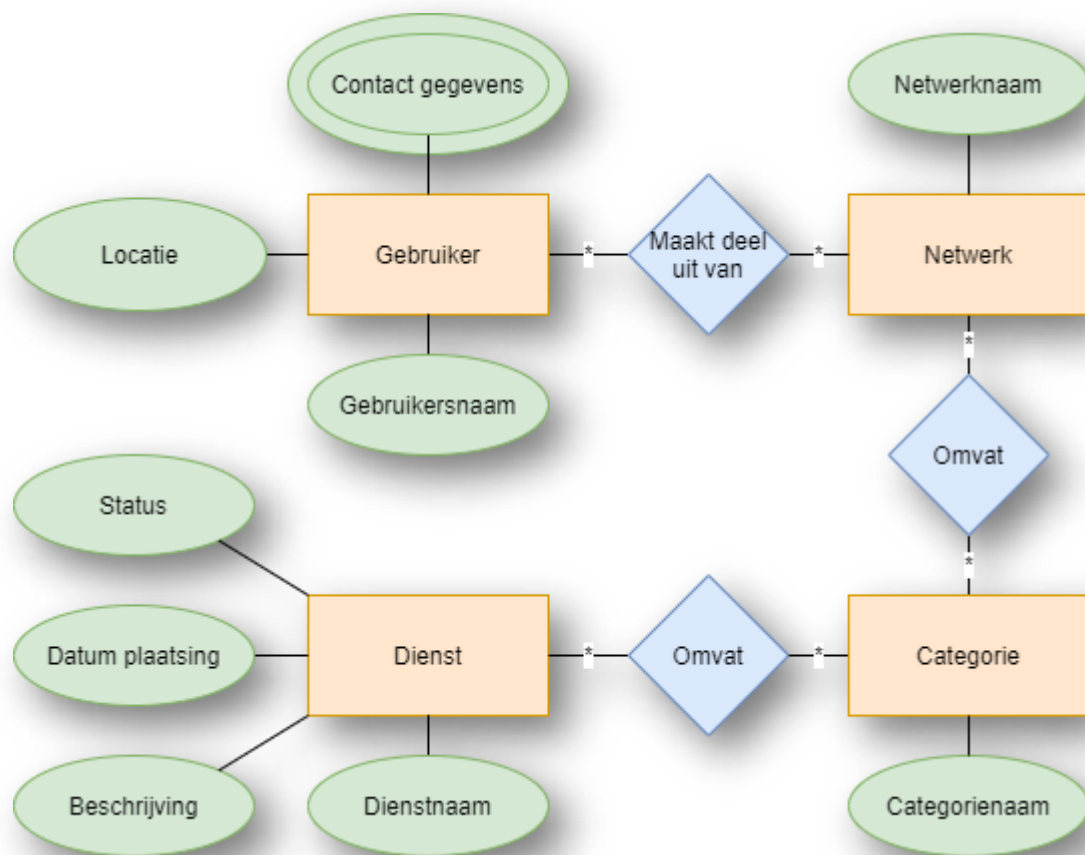 Contact gegevens
Netwerknaam
Locatie
Gebruiker
*
Maakt deel
uit van
*
Netwerk
*
Gebruikersnaam
Omvat
Status
*
Datum plaatsing
Dienst
*
Omvat
*
Categorie
Beschrijving
Dienstnaam
Categorienaam